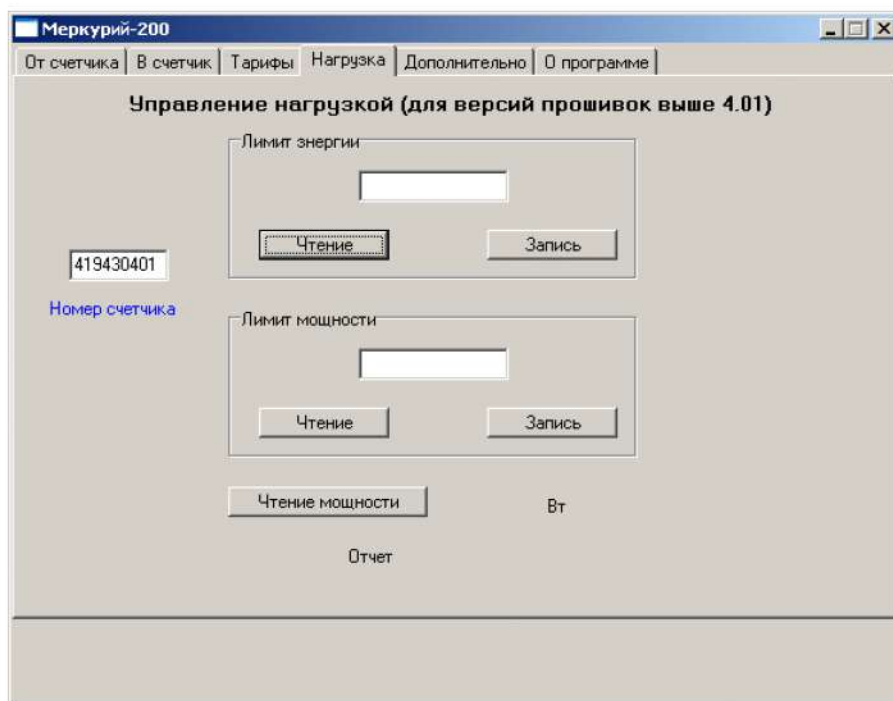 Меркурий-200
От счетчика В счетчик Тарифы Нагрузка Дополнительно О программе
Управление нагрузкой (для версий прошивок выше 4.01)
Лимит энергии
Чтение Запись
419430401
Номер счетчика
Лимит мощности
Чтение Запись
Чтение мощности Вт
Отчет